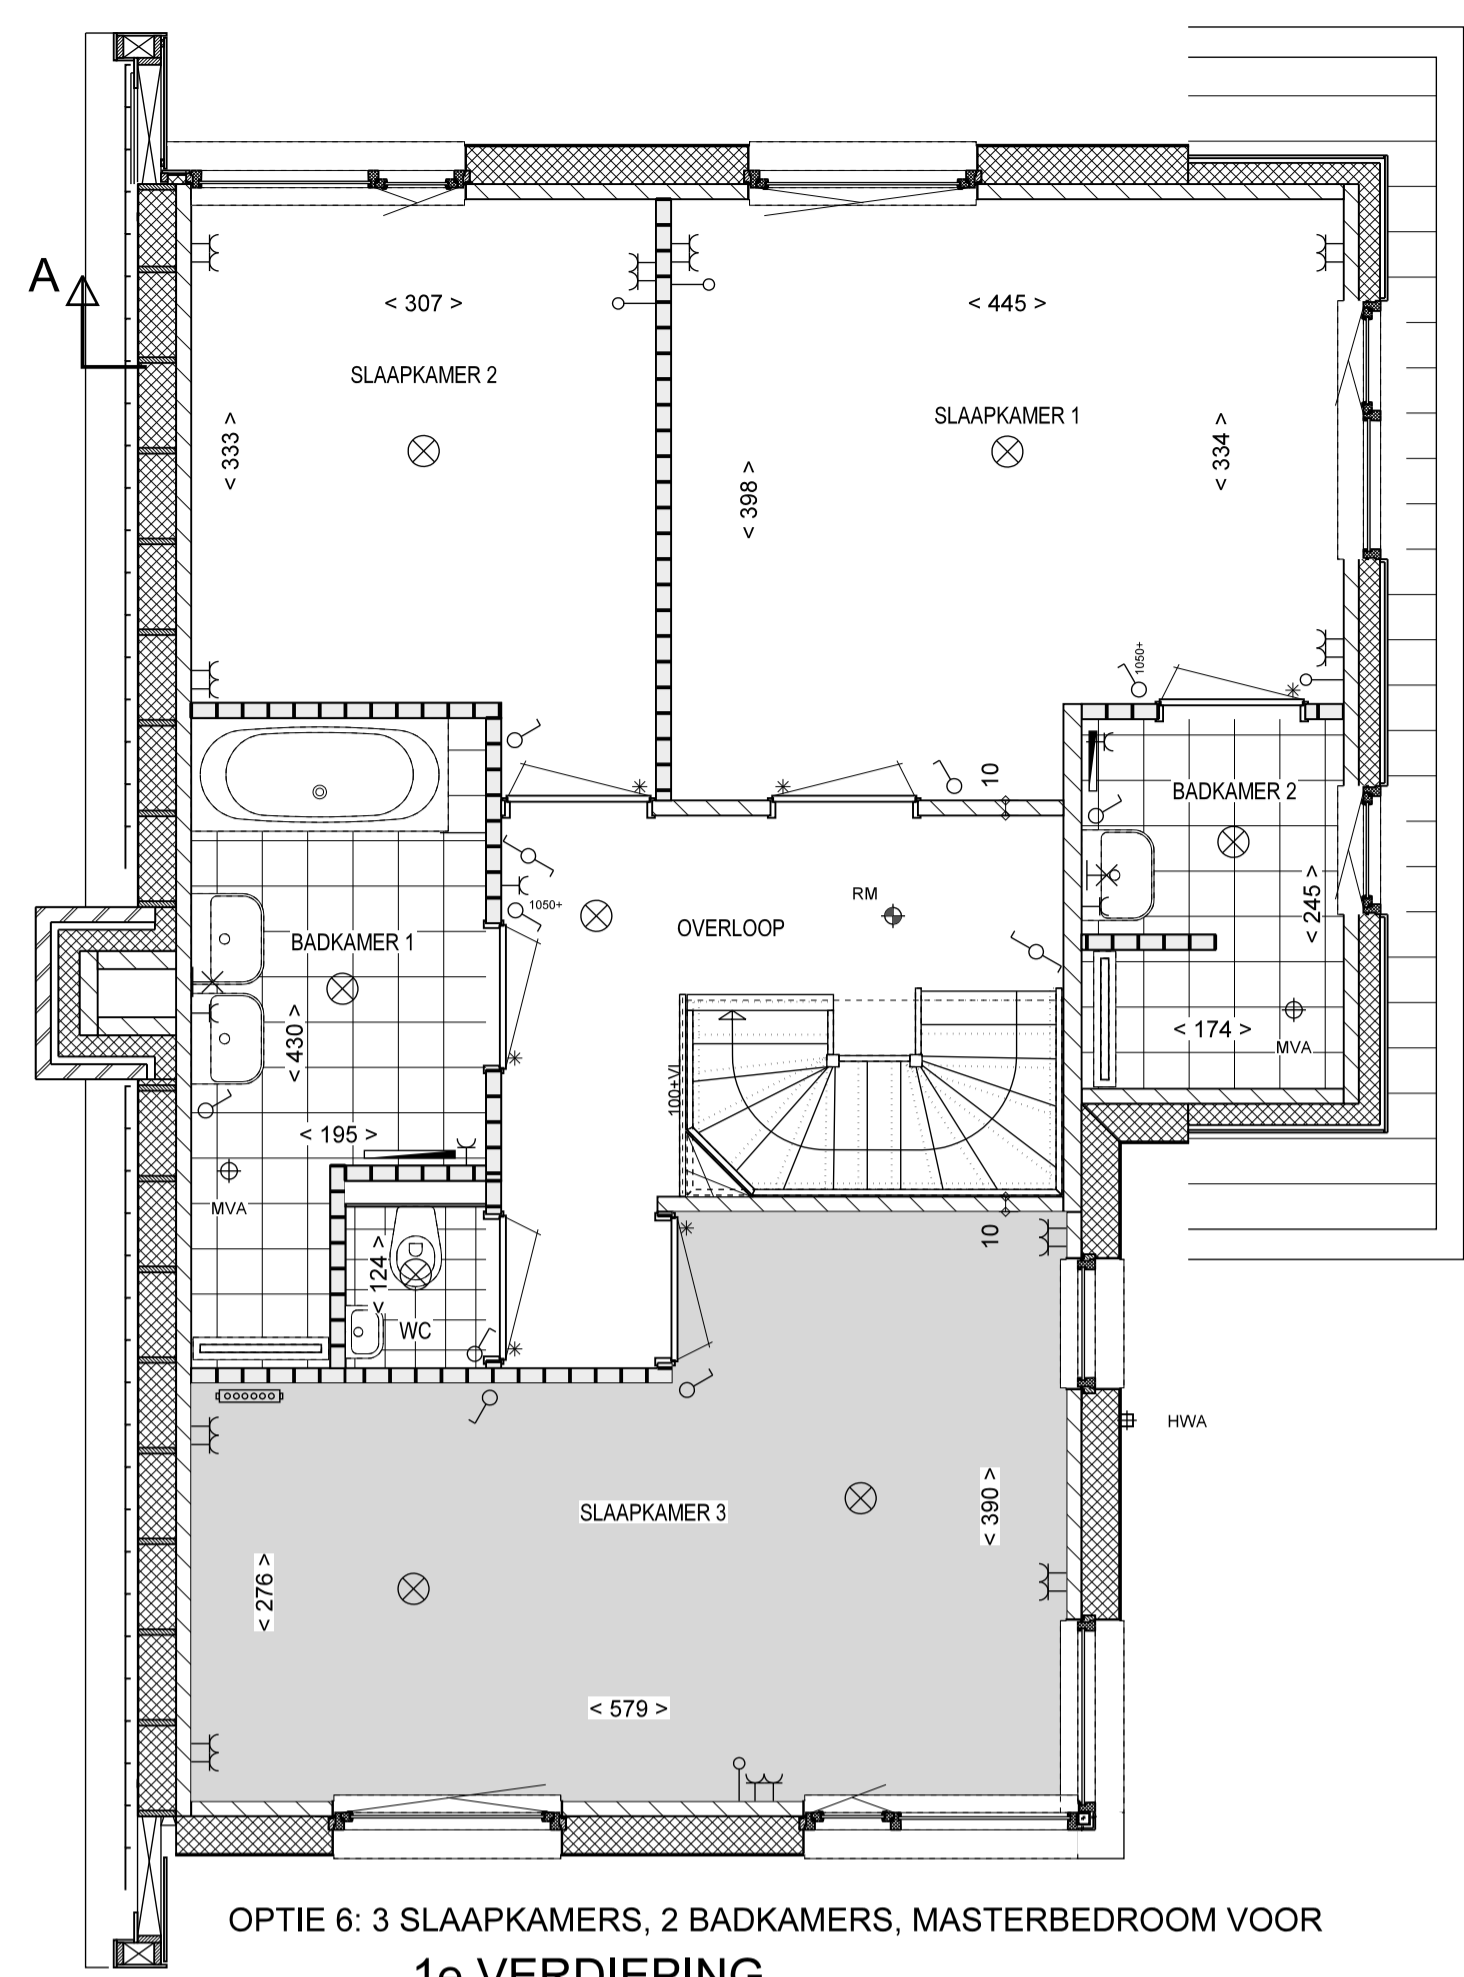 A
< 307 >
< 445 >
SLAAPKAMER 2
SLAAPKAMER 1
< 333 >
< 398 >
< 334 >
1050+
10
BADKAMER 2
RM
1050+
OVERLOOP
BADKAMER 1
< 245 >
< 430 >
< 174 >
MVA
100+VL
< 195 >
MVA
< 124 >
WC
10
HWA
SLAAPKAMER 3
< 390 >
< 276 >
< 579 >
OPTIE 6: 3 SLAAPKAMERS, 2 BADKAMERS, MASTERBEDROOM VOOR
1e VERDIEPING